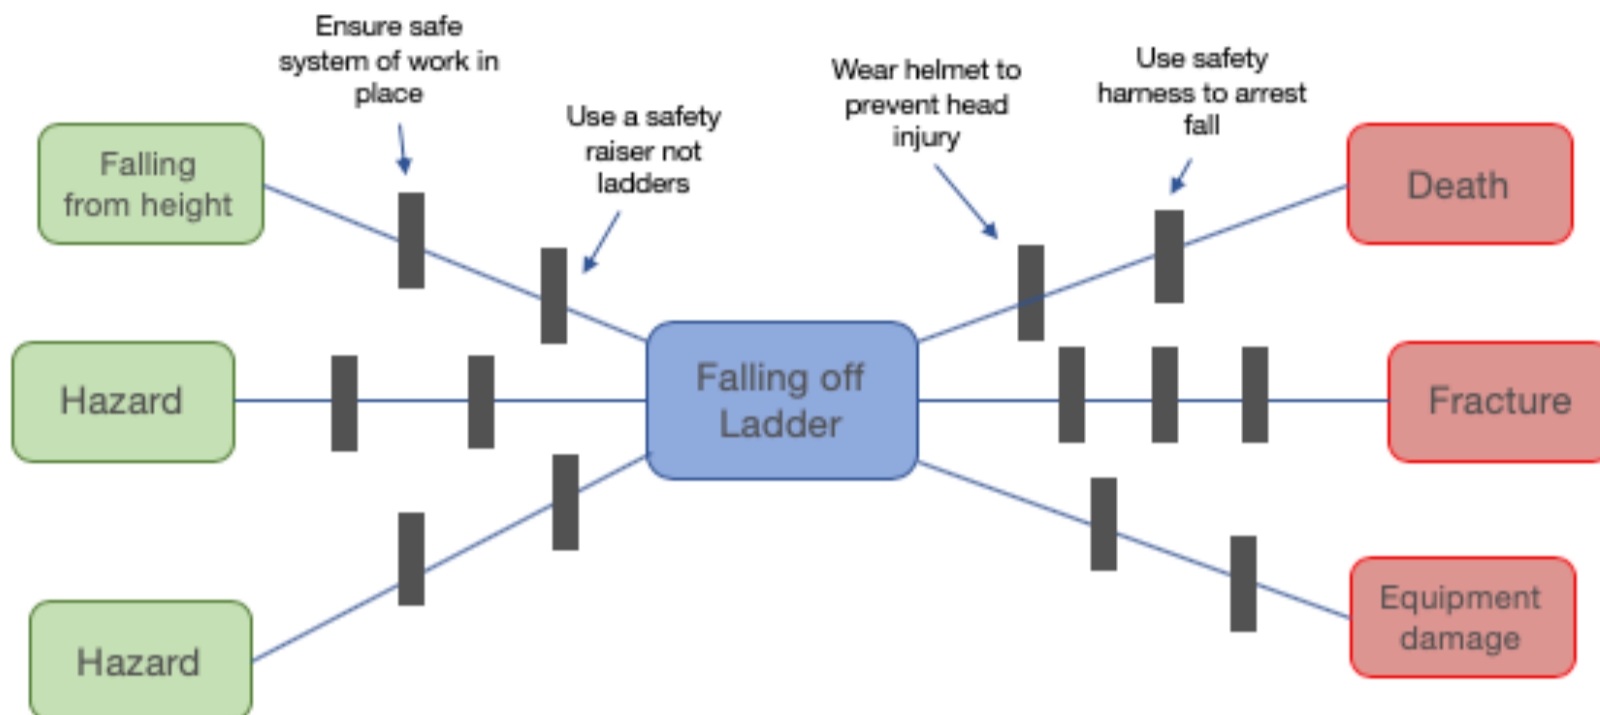 Ensure safe
system of work in
place
Use a safety
raiser not
ladders
Wear helmet to
prevent head
injury
Use safety
harness to arrest
fall
Falling
from height
Death
Hazard
Falling off
Ladder
Fracture
Hazard
Equipment
damage